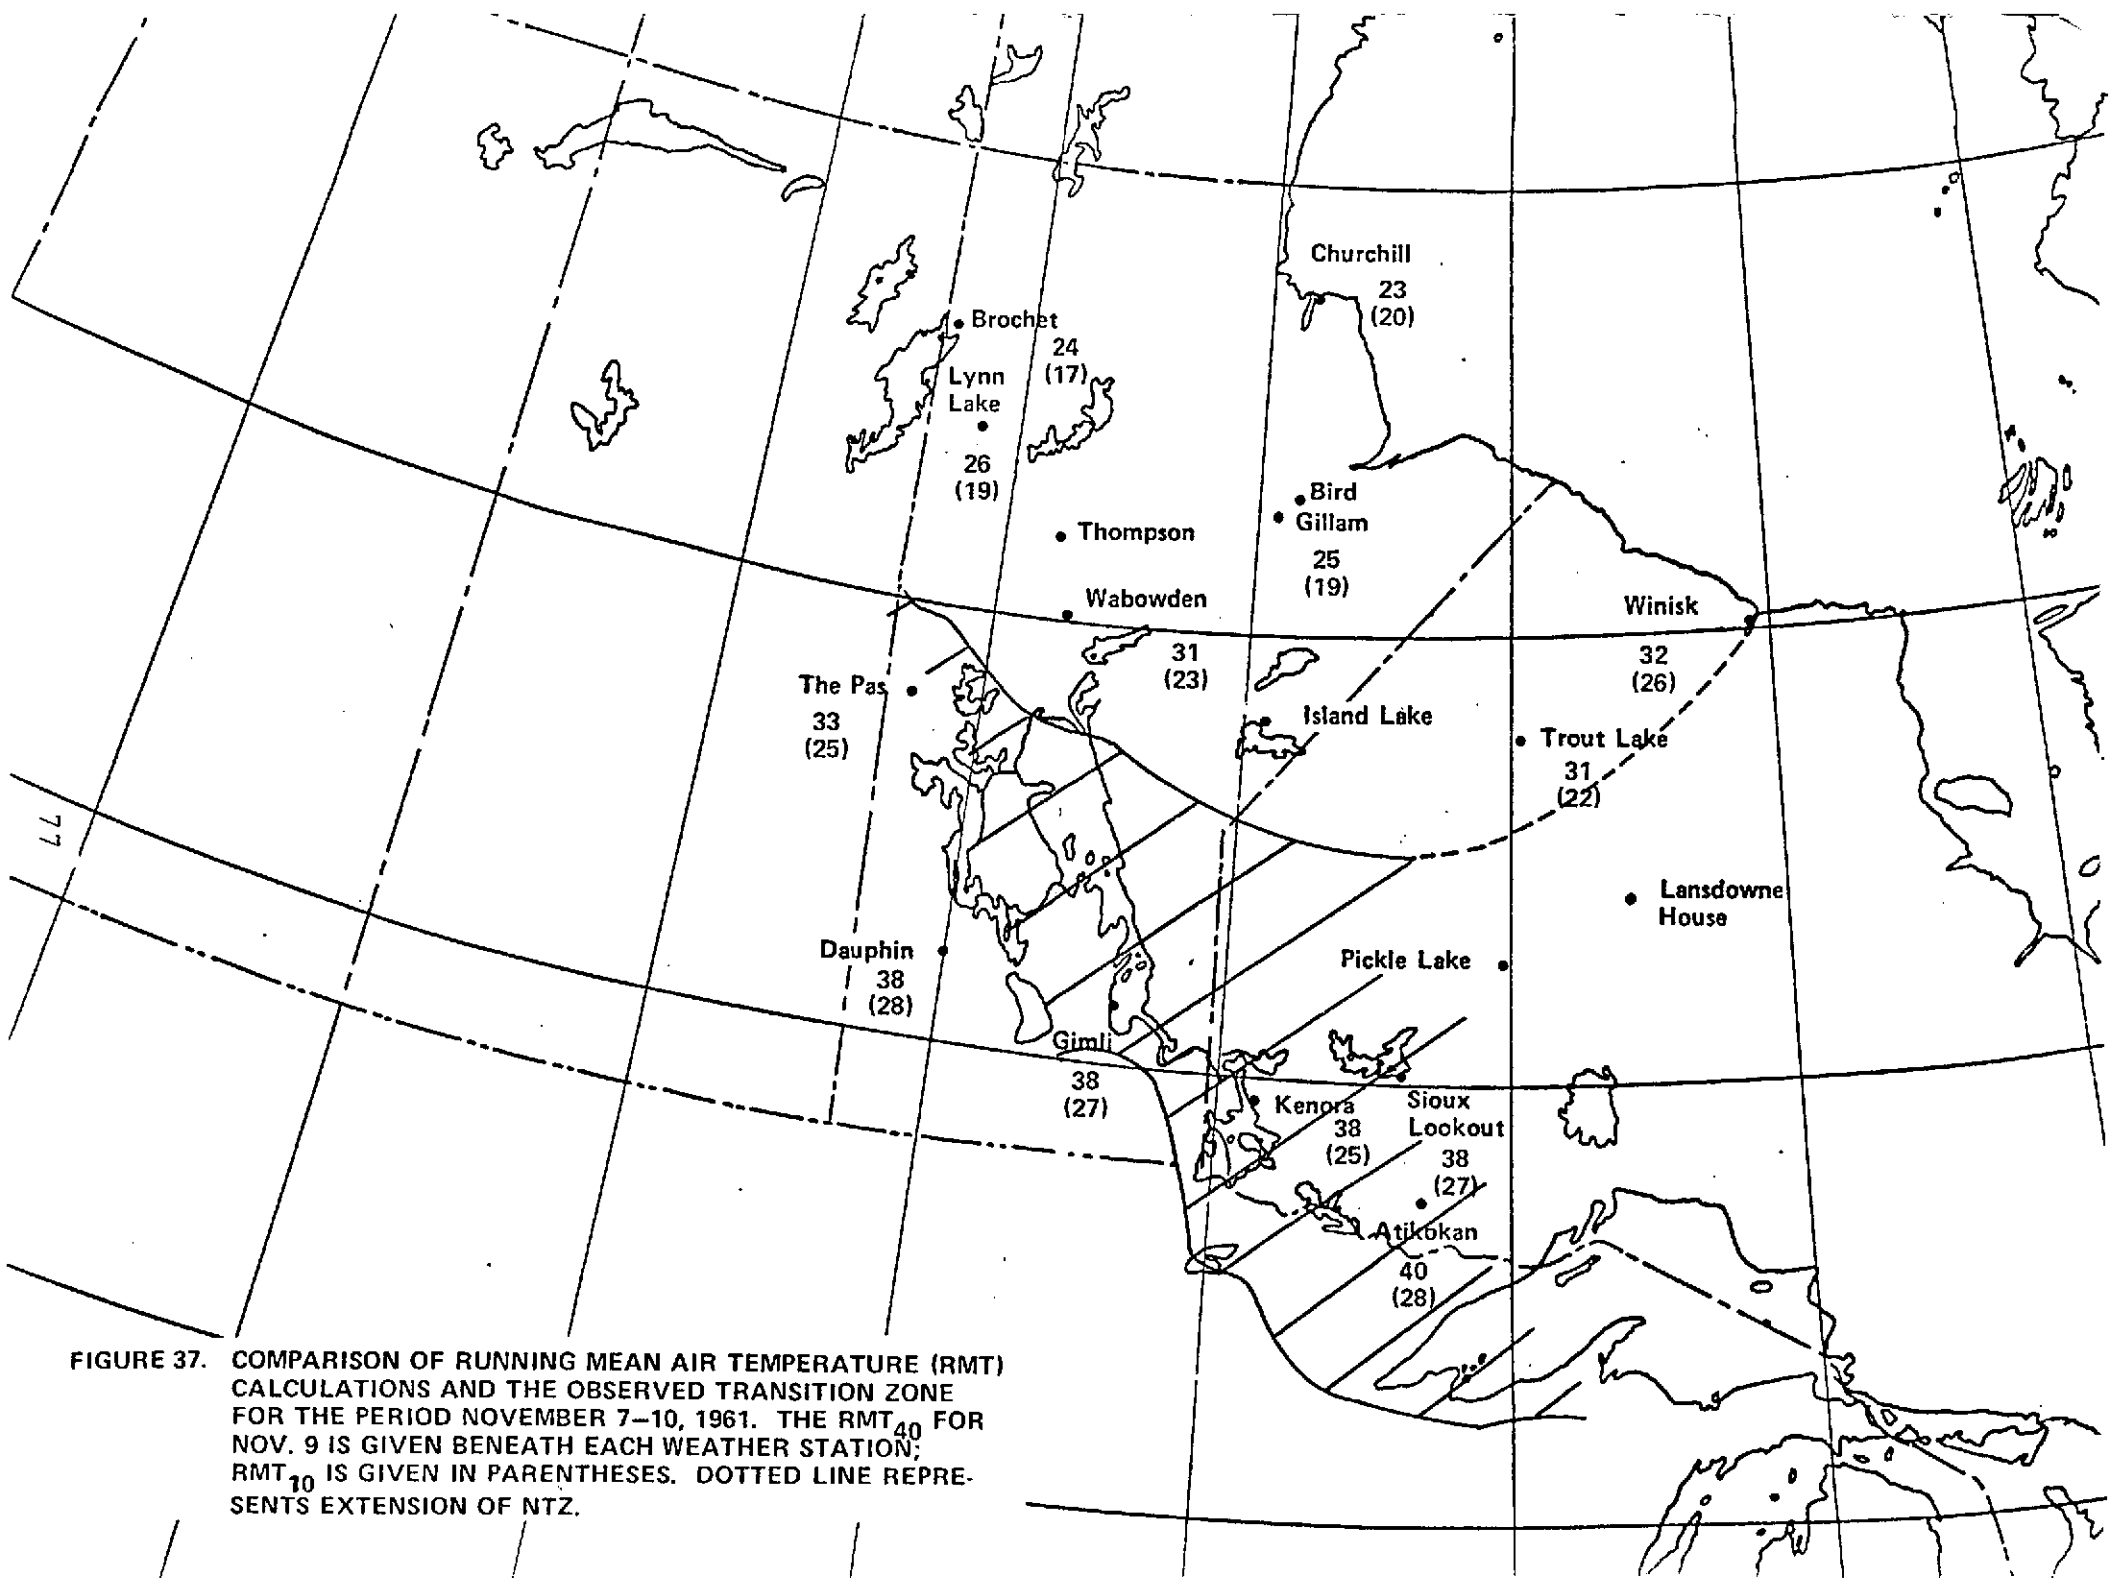 Churchill
23
(20)
Brochet
24
(17)
Lynn
Lake
26
(19)
Bird
Gillam
25
(19)
Thompson
Wabowden
31
(23)
Winisk
32
(26)
The Pas
33
(25)
Island Lake
Trout Lake
31
(22)
77
Lansdowne
House
Dauphin
38
(28)
Pickle Lake
Gimli
38
(27)
Kenora
38
(25)
Sioux
Lookout
38
(27)
Atikokan
40
(28)
FIGURE 37. COMPARISON OF RUNNING MEAN AIR TEMPERATURE (RMT)
CALCULATIONS AND THE OBSERVED TRANSITION ZONE
FOR THE PERIOD NOVEMBER 7–10, 1961. THE RMT40 FOR
NOV. 9 IS GIVEN BENEATH EACH WEATHER STATION;
RMT10 IS GIVEN IN PARENTHESES. DOTTED LINE REPRE-
SENTS EXTENSION OF NTZ.